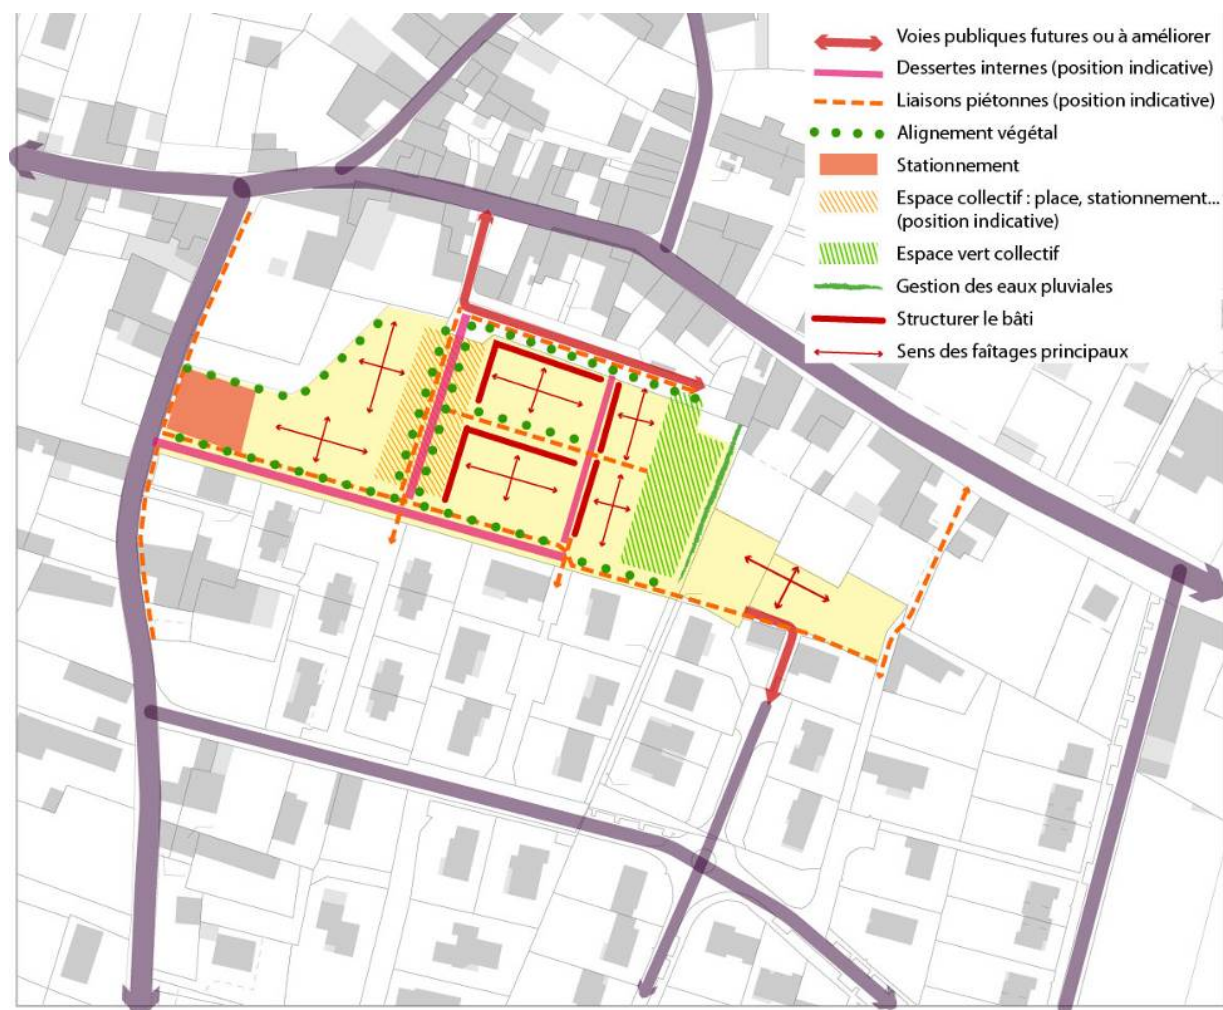 Voies publiques futures ou à améliorer
Dessertes internes (position indicative)
Liaisons piétonnes (position indicative)
Alignement végétal
Stationnement
Espace collectif : place, stationnement...
(position indicative)
Espace vert collectif
Gestion des eaux pluviales
Structurer le bâti
Sens des faîtages principaux